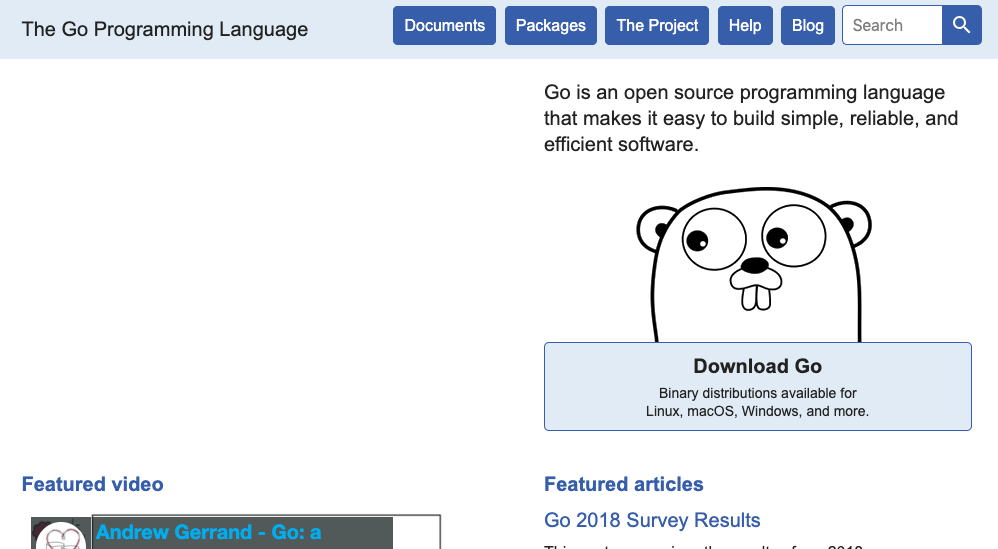 The Go Programming Language
Documents
Packages
The Project
Help
Blog
Search
Go is an open source programming language
that makes it easy to build simple, reliable, and
efficient software.
Download Go
Binary distributions available for
Linux, macOS, Windows, and more.
Featured video
Andrew Gerrand - Go: a
Featured articles
Go 2018 Survey Results